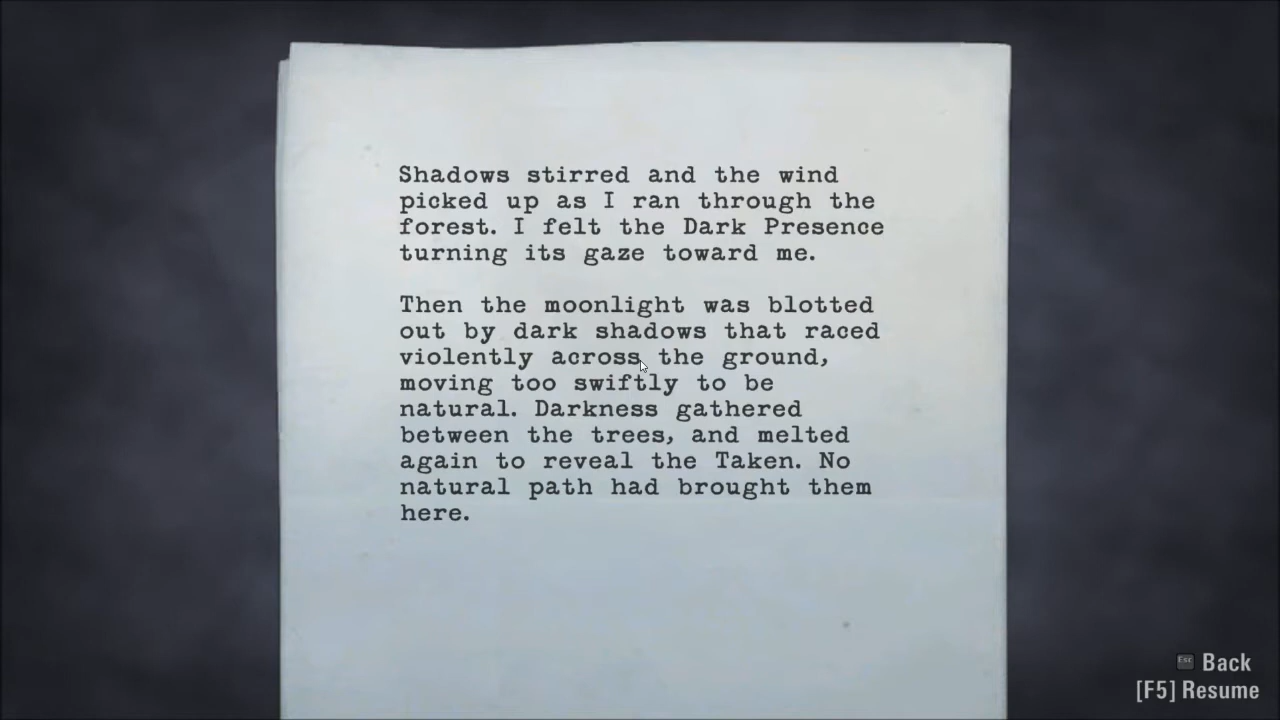 Shadows stirred and the wind
picked up as I ran through the
forest. I felt the Dark Presence
turning its gaze toward me.
Then the moonlight was blotted
out by dark shadows that raced
violently across the ground,
moving too swiftly to be
natural. Darkness gathered
between the trees, and melted
again to reveal the Taken. No
natural path had brought them
here.
Esc Back
[F5] Resume